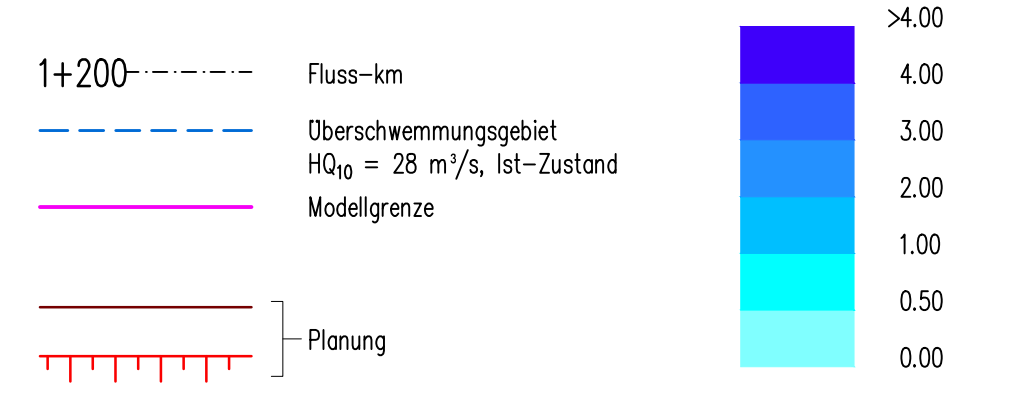 1+200
Fluss-km
Überschwemmungsgebiet
HQ₁₀ = 28 m³/s, Ist-Zustand
Modellgrenze
Planung
>4.00
4.00
3.00
2.00
1.00
0.50
0.00